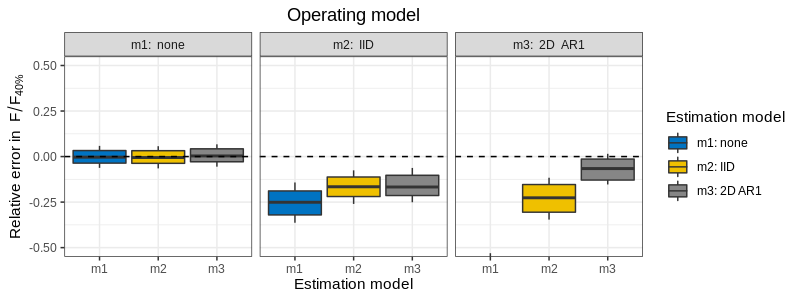 Operating model
m1: none
m2: IID
m3: 2D AR1
Relative error in F/F40%
0.50
0.25
0.00
-0.25
-0.50
m1 m2 m3
m1 m2 m3
m1 m2 m3
Estimation model
Estimation model
m1: none
m2: IID
m3: 2D AR1